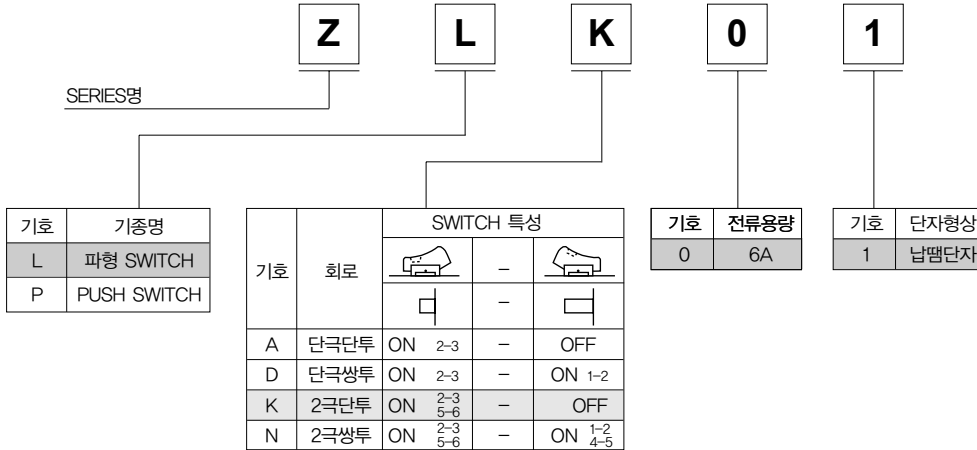 Z L K 0 1
SERIES명
기호 기종명
L 파형 SWITCH
P PUSH SWITCH
기호 회로 SWITCH 특성
–
–
A 단극단투 ON 2–3 – OFF
D 단극쌍투 ON 2–3 – ON 1–2
K 2극단투 ON 2–3 5–6 – OFF
N 2극쌍투 ON 2–3 5–6 – ON 1–2 4–5
기호 전류용량
0 6A
기호 단자형상
1 납땜단자